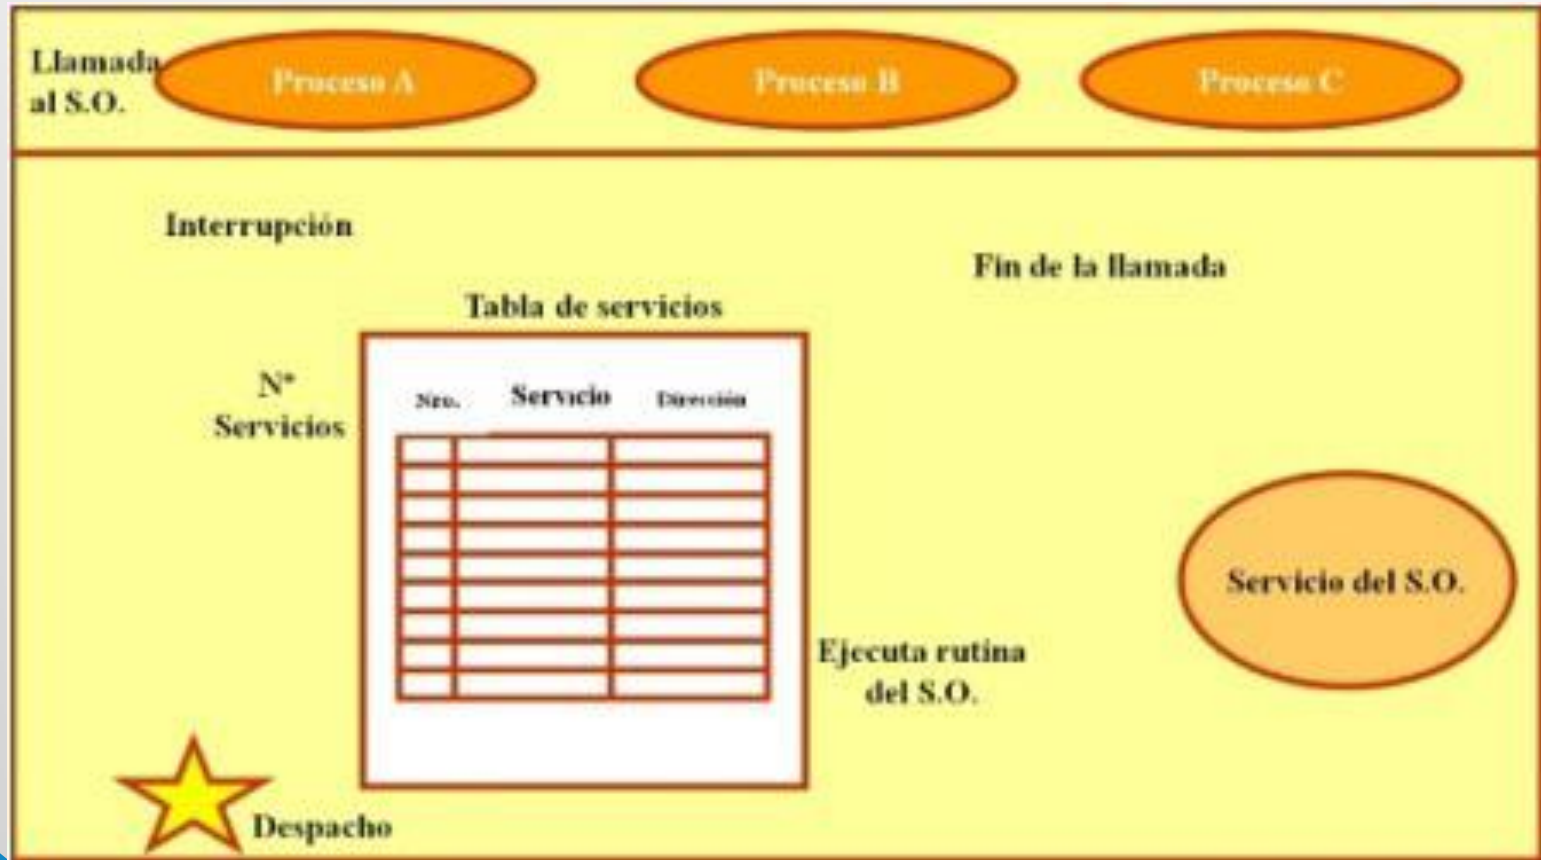 Llamada
al S.O.
Proceso A
Proceso B
Proceso C
Interrupción
Fin de la llamada
Tabla de servicios
N°
Servicios
Nro.
Servicio
Dirección
Servicio del S.O.
Ejecuta rutina
del S.O.
Despacho